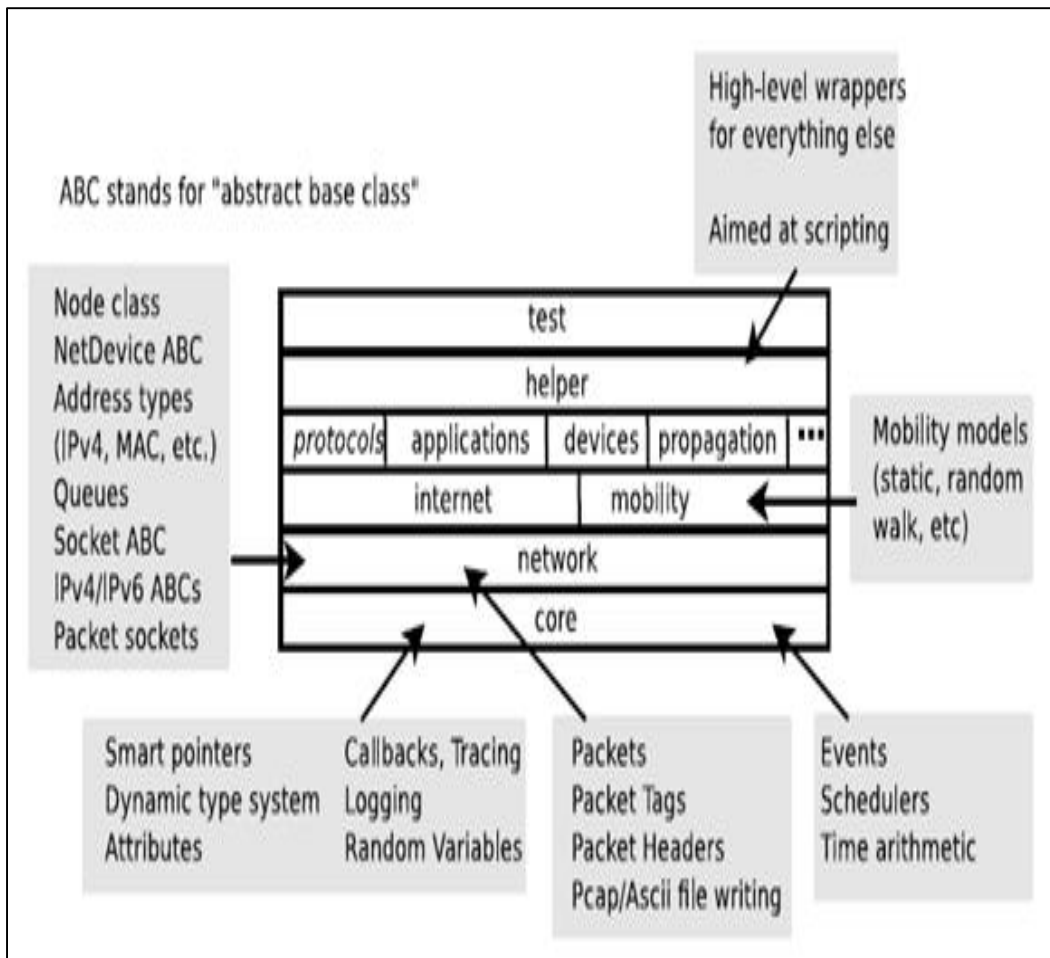 High-level wrappers
for everything else
Aimed at scripting
ABC stands for "abstract base class"
Node class
NetDevice ABC
Address types
(IPv4, MAC, etc.)
Queues
Socket ABC
IPv4/IPv6 ABCs
Packet sockets
test
helper
protocols applications devices propagation ...
internet mobility
network
core
Mobility models
(static, random
walk, etc)
Smart pointers
Dynamic type system
Attributes
Callbacks, Tracing
Logging
Random Variables
Packets
Packet Tags
Packet Headers
Pcap/Ascii file writing
Events
Schedulers
Time arithmetic